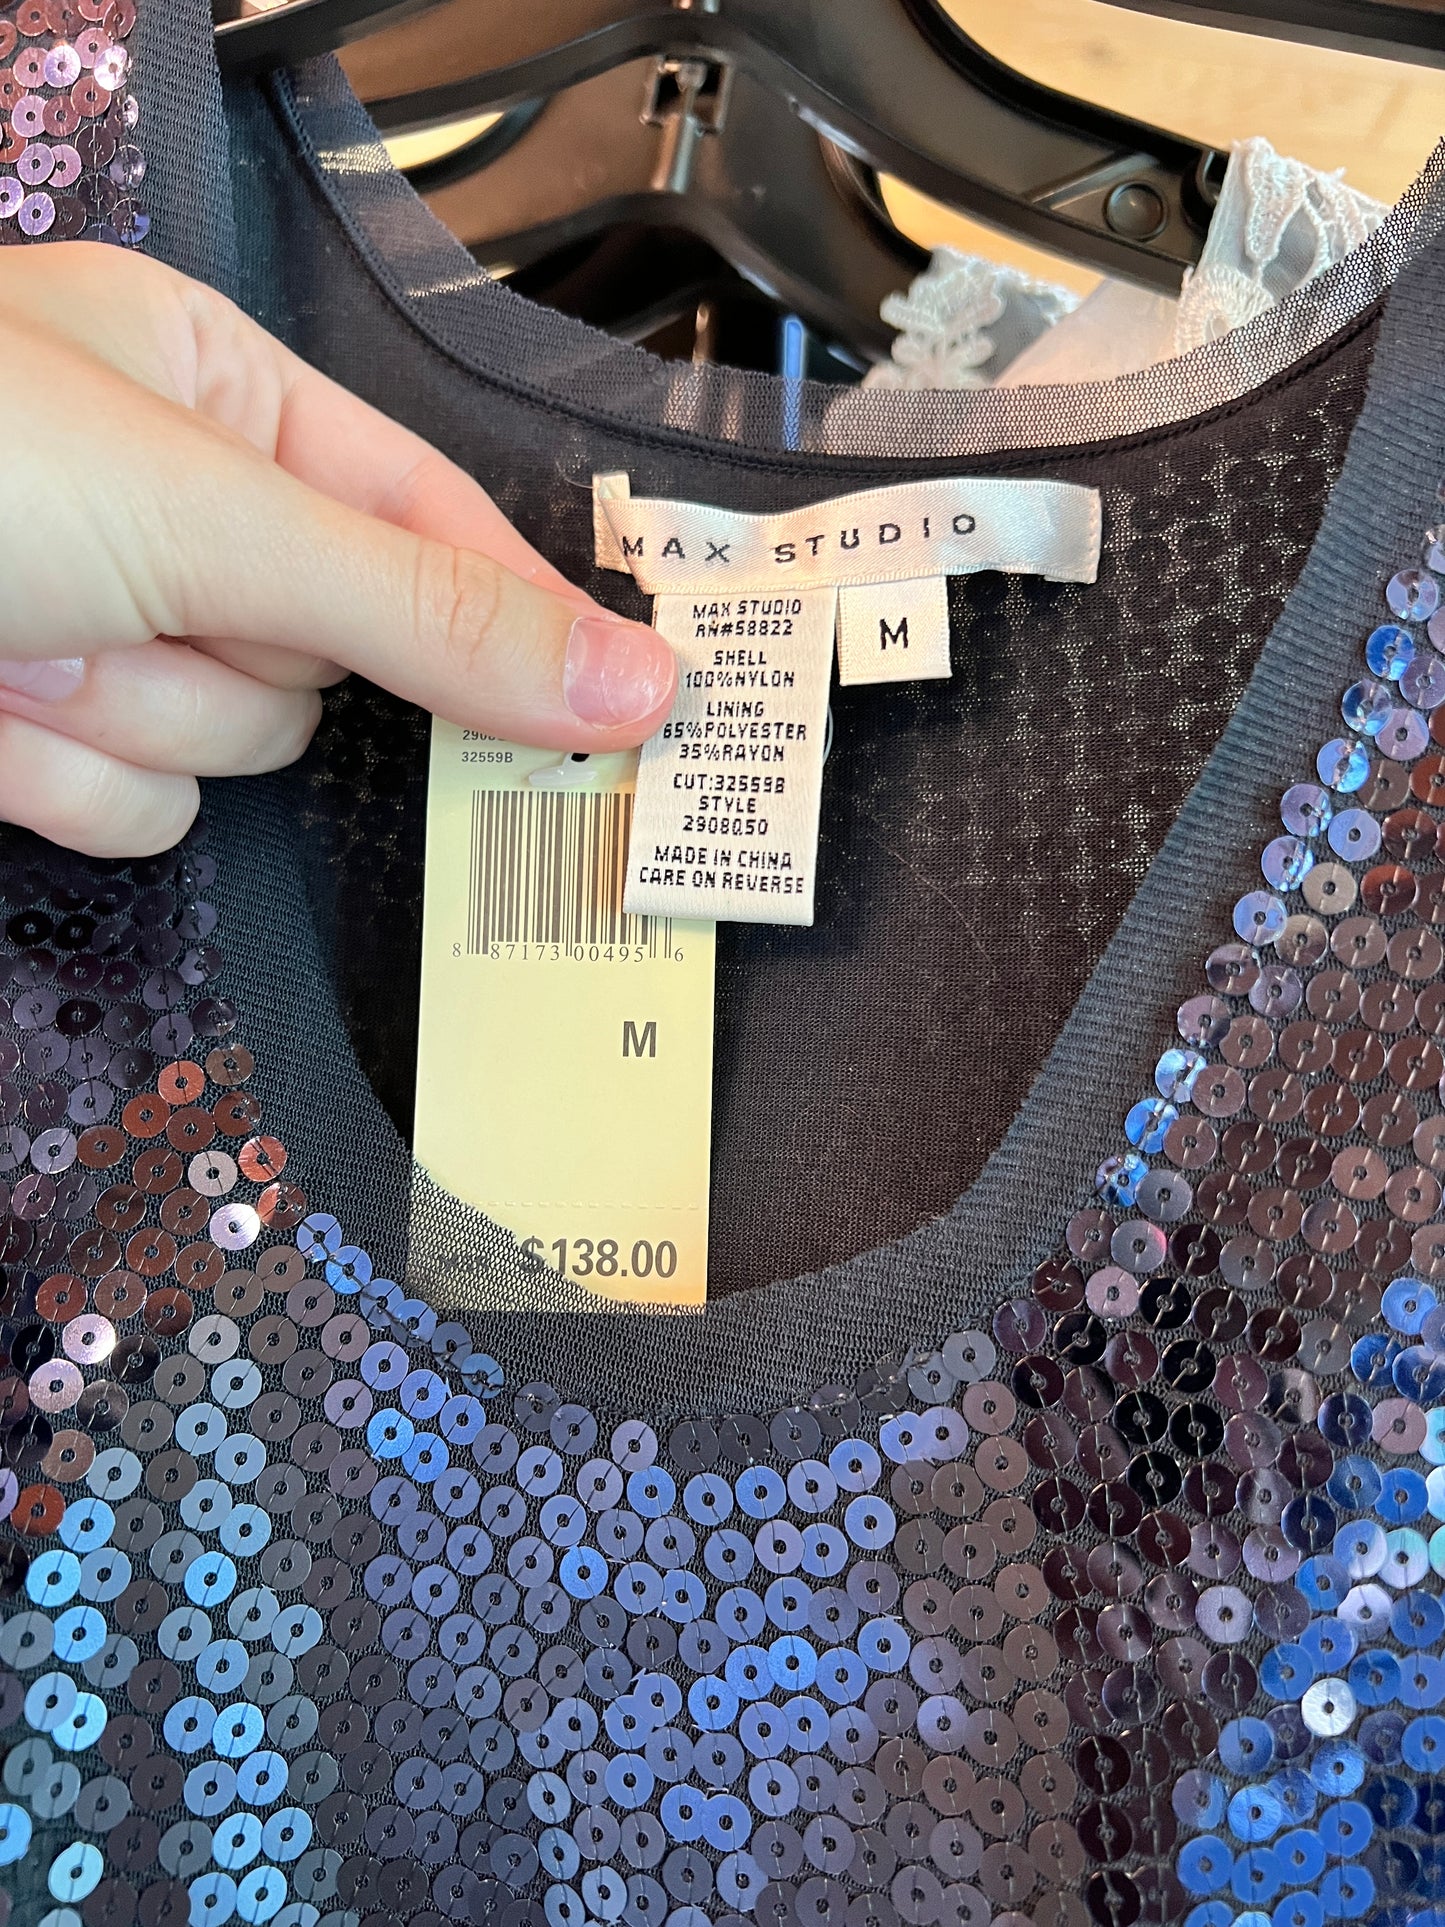 MAX STUDIO
M
MAX STUDIO
RN#58822
SHELL
100%NYLON
LINING
65%POLYESTER
35%RAYON
CUT:32559B
STYLE
2908050
MADE IN CHINA
CARE ON REVERSE
32559B
8 87173 00495 6
M
$138.00